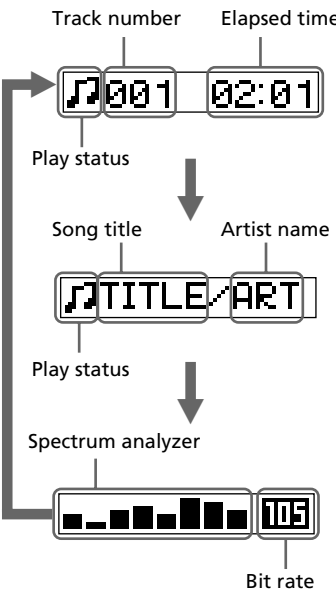 Track number Elapsed time
♫001 02:01
Play status
Song title Artist name
♫TITLE/ART
Play status
Spectrum analyzer
105
Bit rate